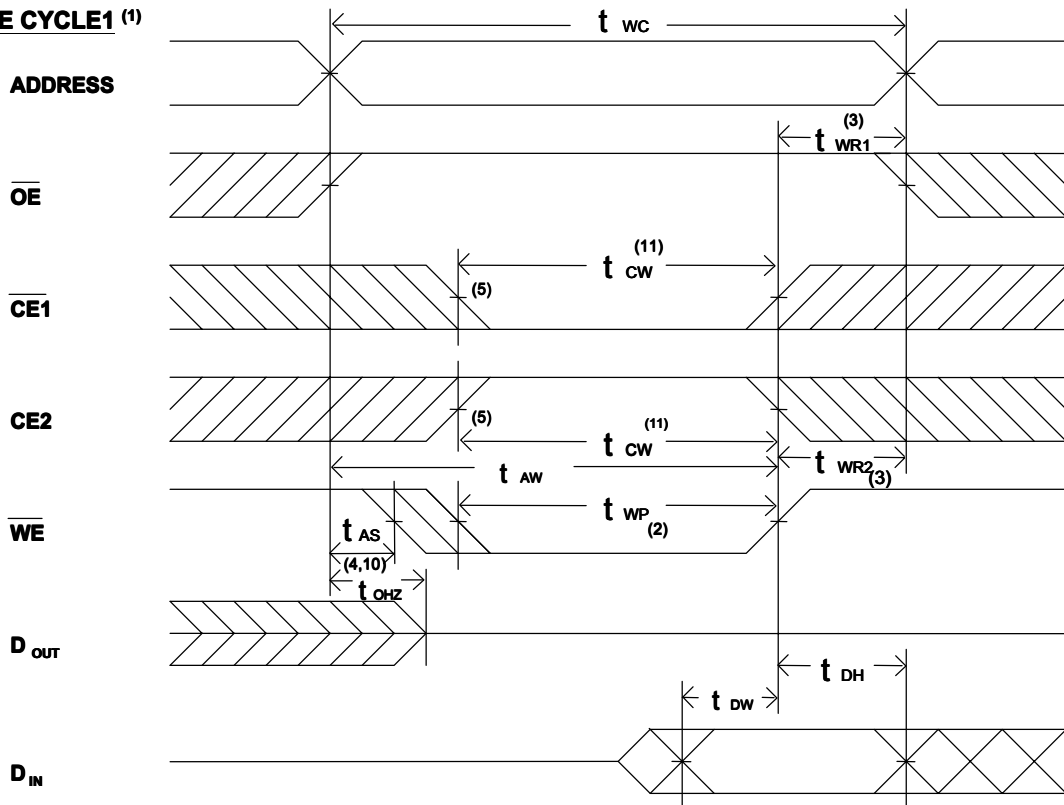 E CYCLE1 (1)
t WC
ADDRESS
(3)
t WR1
OE
(11)
t CW
CE1
(5)
CE2
(5)
(11)
t CW
t AW
t WR2
(3)
WE
t AS
t WP
(2)
(4,10)
t OHZ
D OUT
t DH
t DW
D IN